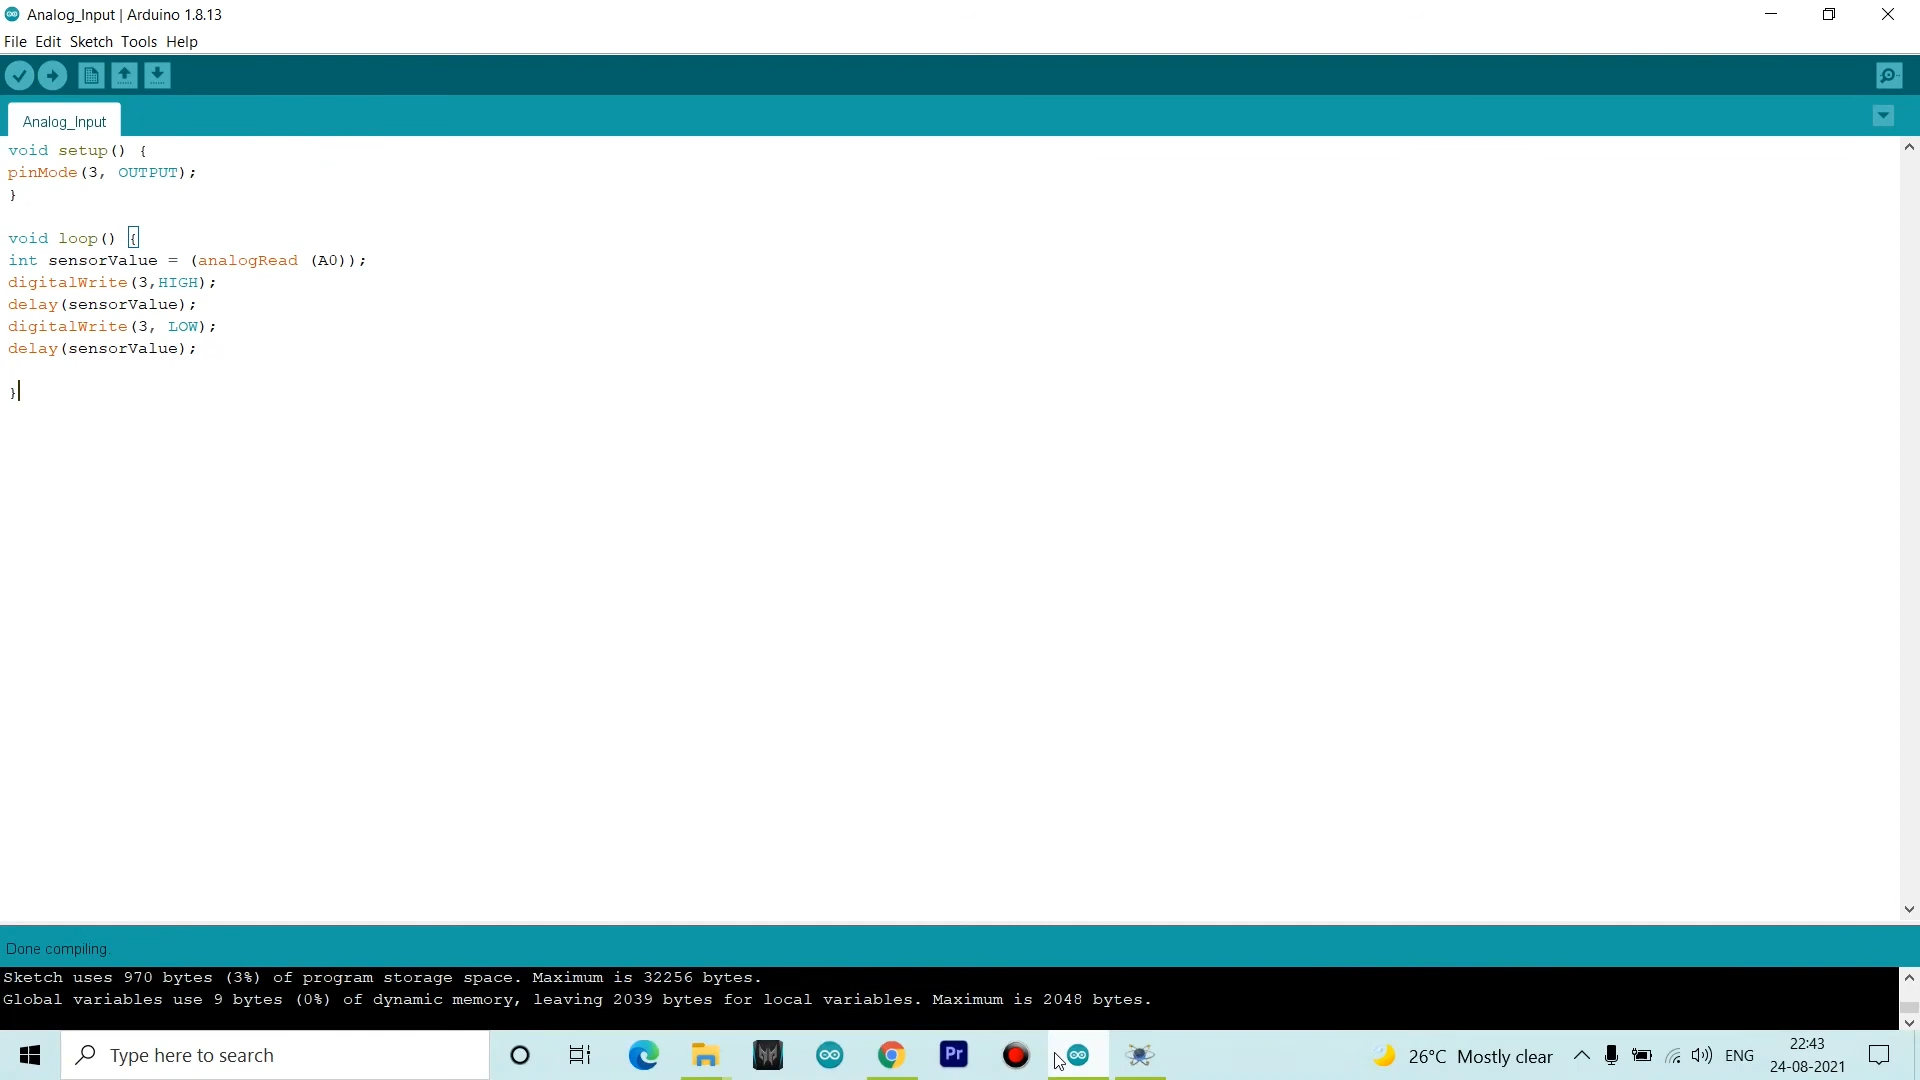 Analog_Input | Arduino 1.8.13
File Edit Sketch Tools Help
Analog_Input
void setup() {
pinMode(3, OUTPUT);
}
void loop() {
int sensorValue = (analogRead (A0));
digitalWrite(3,HIGH);
delay(sensorValue);
digitalWrite(3, LOW);
delay(sensorValue);
}
Done compiling.
Sketch uses 970 bytes (3%) of program storage space. Maximum is 32256 bytes.
Global variables use 9 bytes (0%) of dynamic memory, leaving 2039 bytes for local variables. Maximum is 2048 bytes.
Type here to search
Pr
26°C Mostly clear
ENG
22:43
24-08-2021